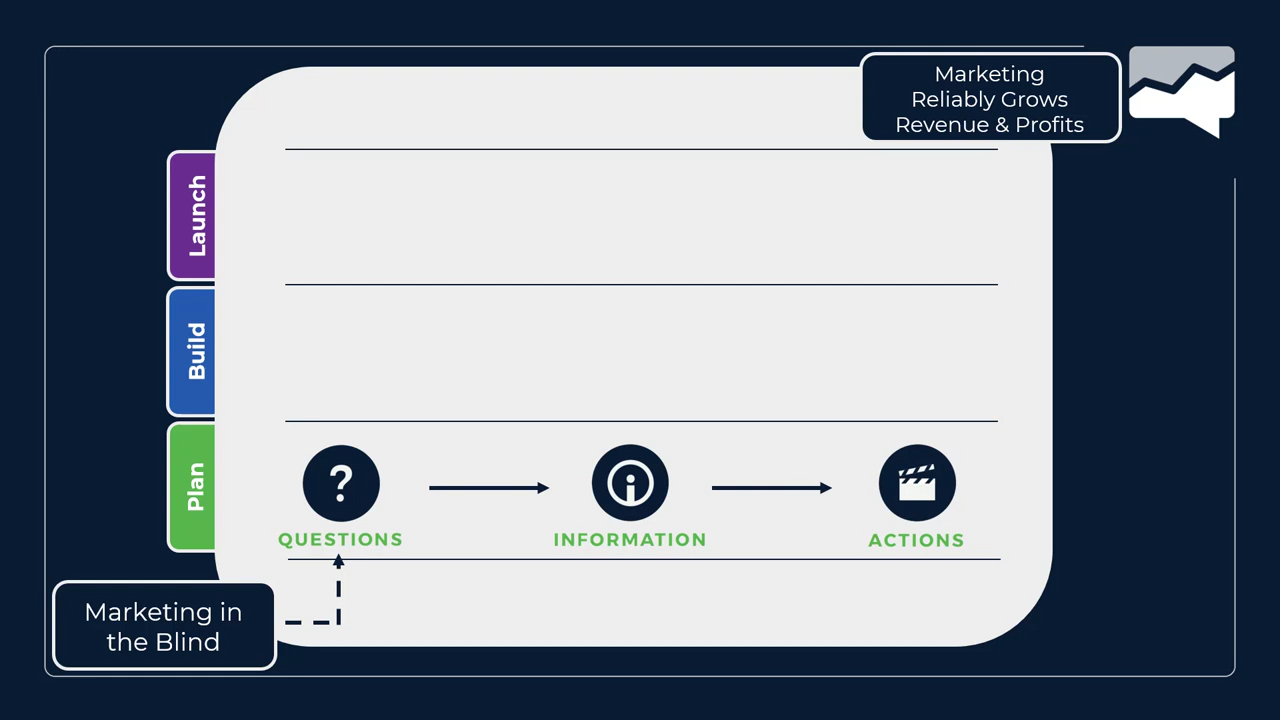 Marketing
Reliably Grows
Revenue & Profits
Launch
Build
Plan
?
QUESTIONS
INFORMATION
ACTIONS
Marketing in
the Blind